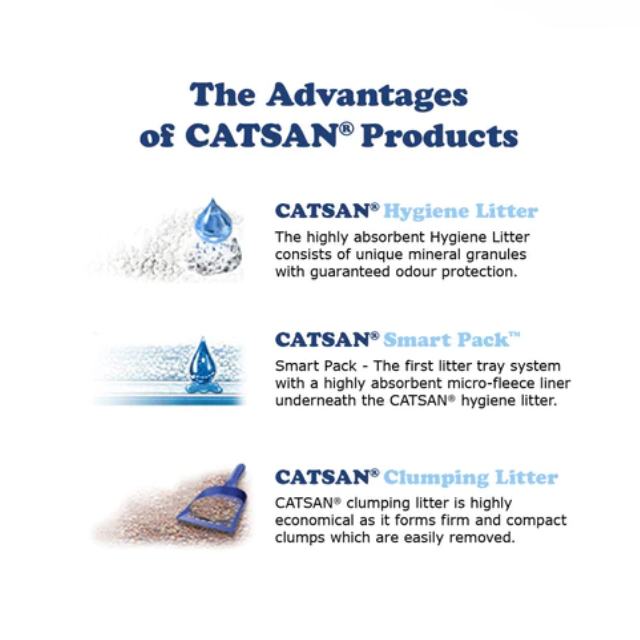 The Advantages
of CATSAN® Products
CATSAN® Hygiene Litter
The highly absorbent Hygiene Litter
consists of unique mineral granules
with guaranteed odour protection.
CATSAN® Smart Pack™
Smart Pack - The first litter tray system
with a highly absorbent micro-fleece liner
underneath the CATSAN® hygiene litter.
CATSAN® Clumping Litter
CATSAN® clumping litter is highly
economical as it forms firm and compact
clumps which are easily removed.